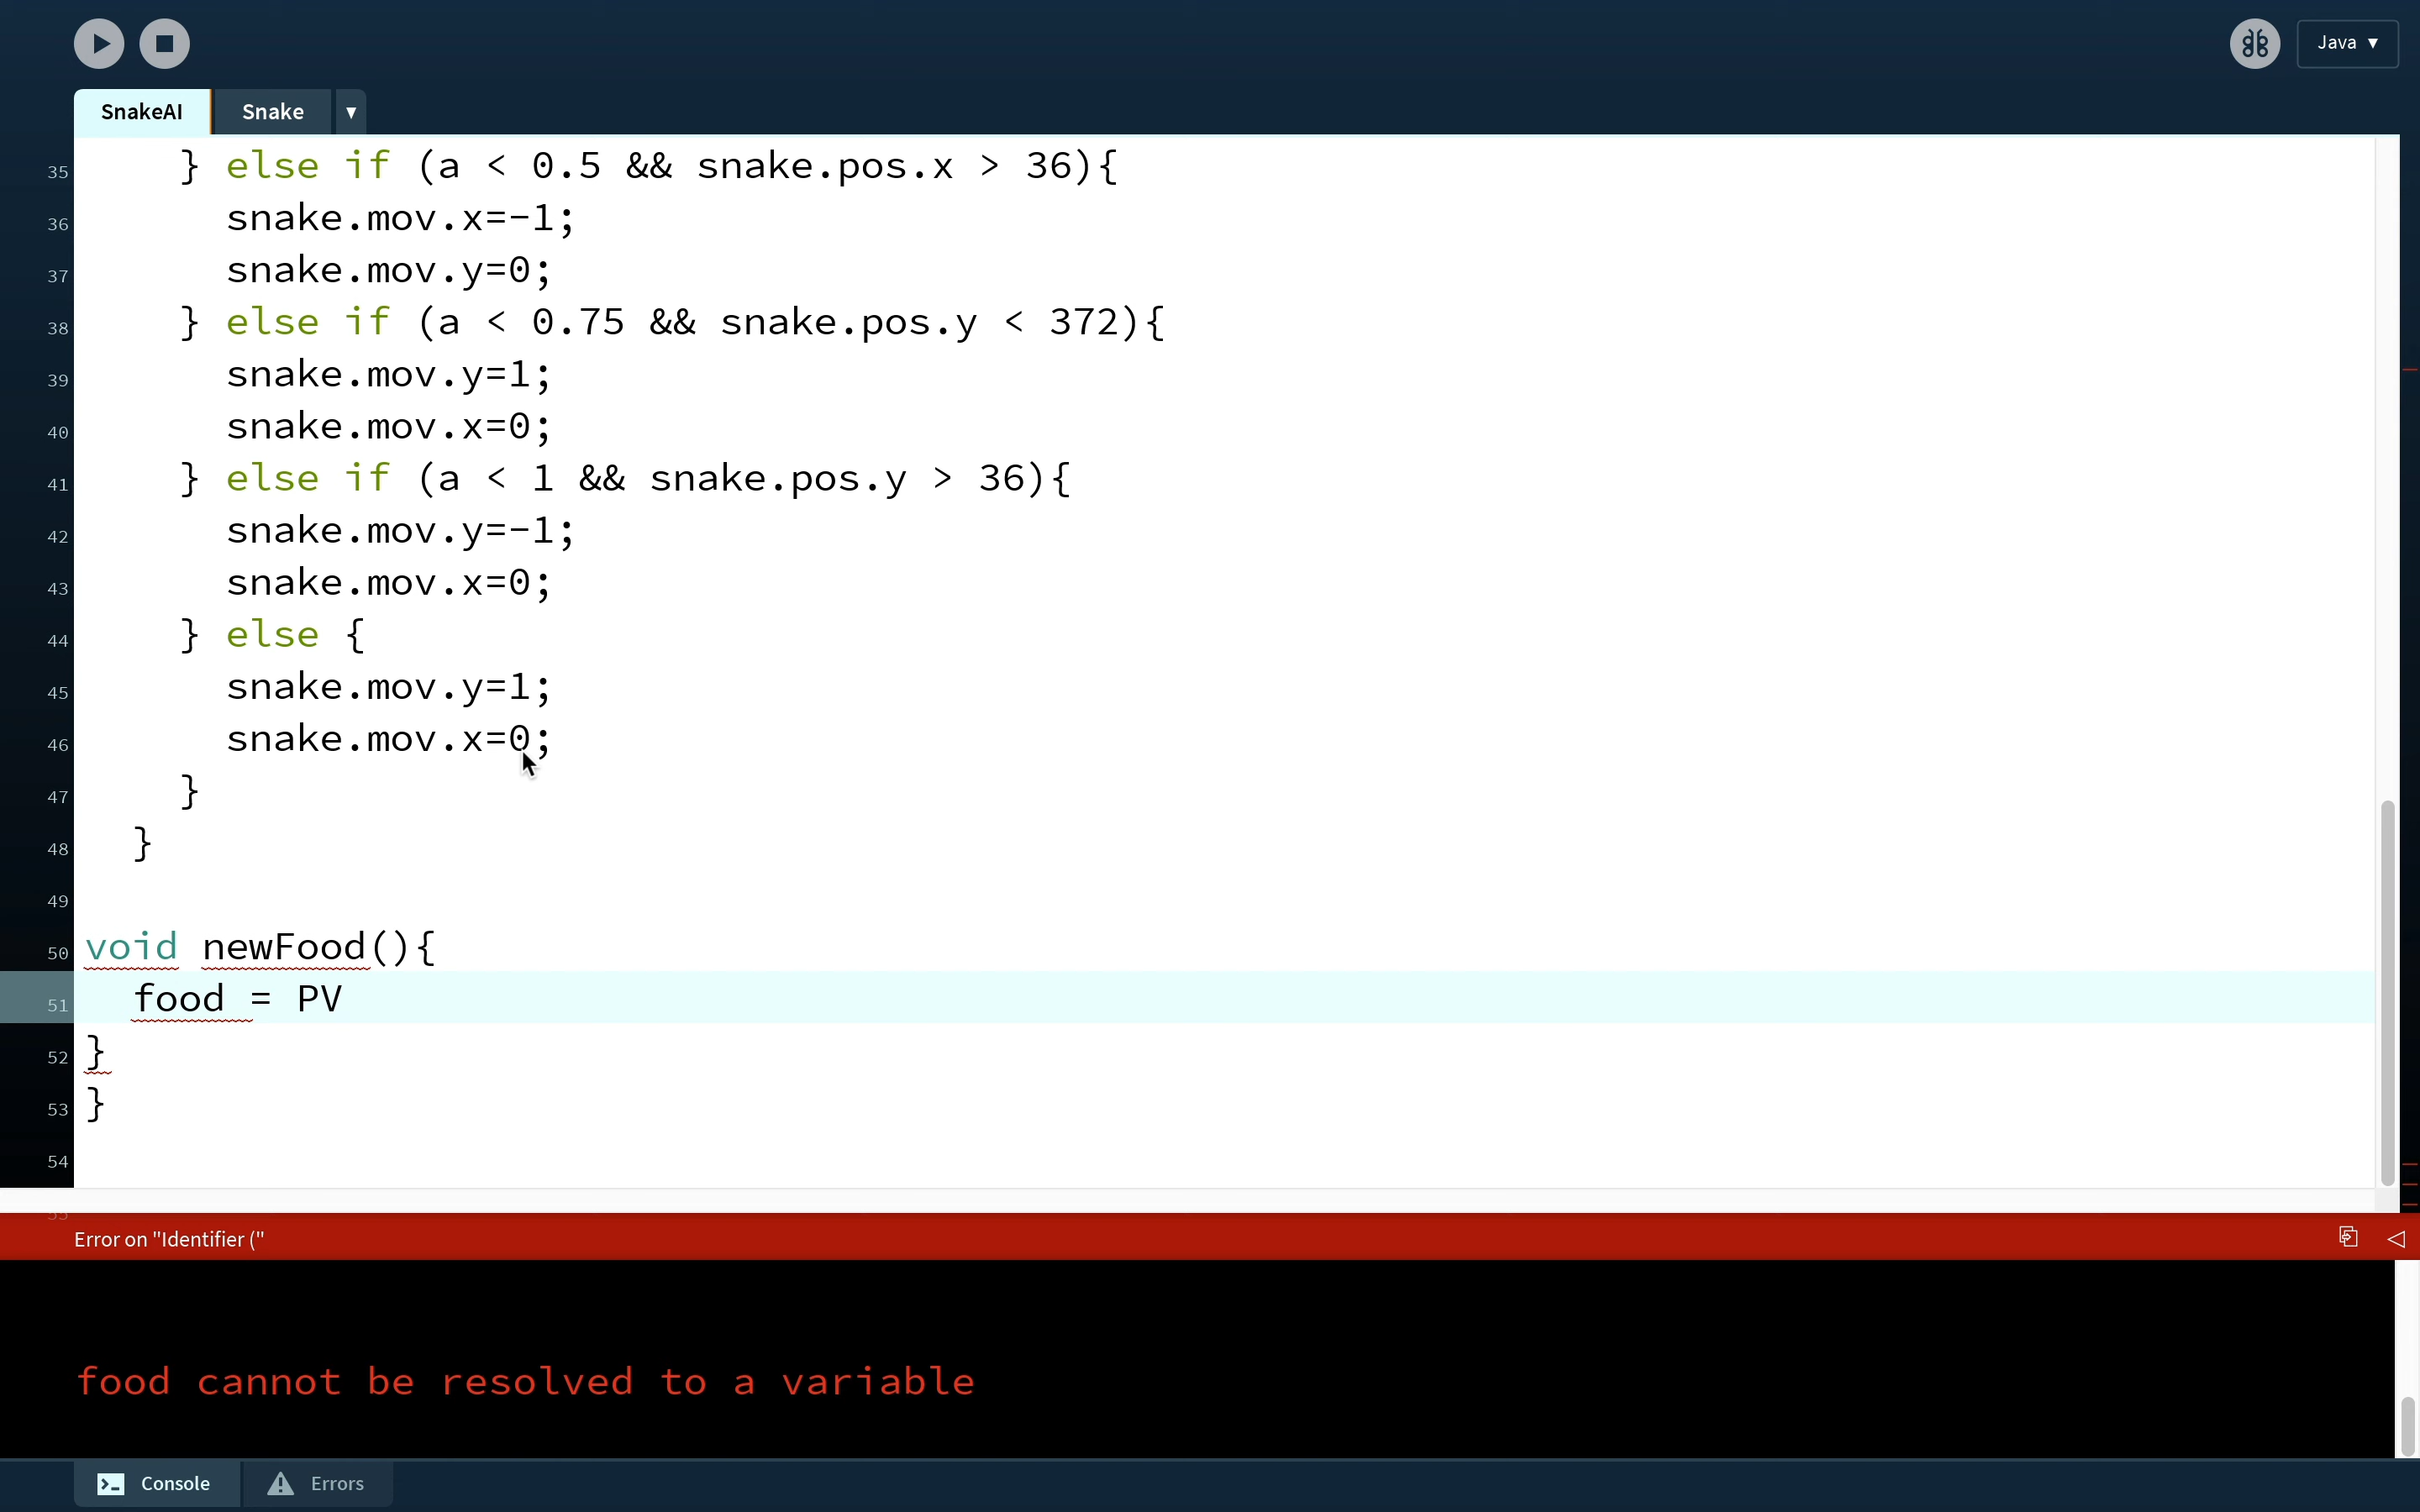 Java ▼
SnakeAI Snake ▼
35 } else if (a < 0.5 && snake.pos.x > 36){
36 snake.mov.x=-1;
37 snake.mov.y=0;
38 } else if (a < 0.75 && snake.pos.y < 372){
39 snake.mov.y=1;
40 snake.mov.x=0;
41 } else if (a < 1 && snake.pos.y > 36){
42 snake.mov.y=-1;
43 snake.mov.x=0;
44 } else {
45 snake.mov.y=1;
46 snake.mov.x=0;
47 }
48 }
49
50 void newFood(){
51 food = PV
52 }
53 }
54
Error on "Identifier ("
food cannot be resolved to a variable
Console Errors